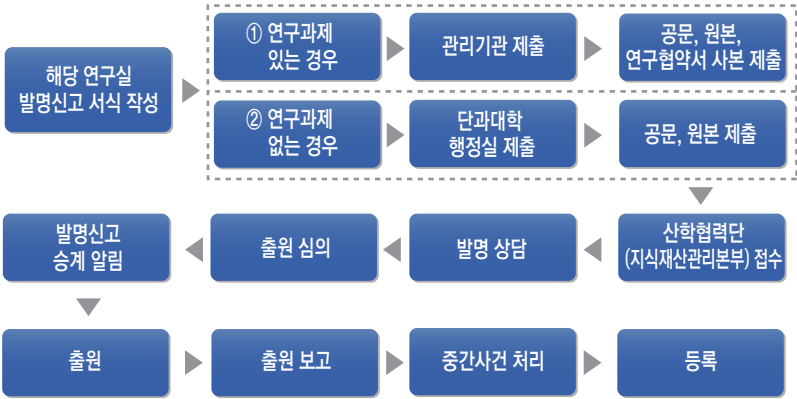 해당 연구실
발명신고 서식 작성
① 연구과제
있는 경우
관리기관 제출
공문, 원본,
연구협약서 사본 제출
② 연구과제
없는 경우
단과대학
행정실 제출
공문, 원본 제출
산학협력단
(지식재산관리본부) 접수
발명 상담
출원 심의
발명신고
승계 알림
출원
출원 보고
중간사건 처리
등록